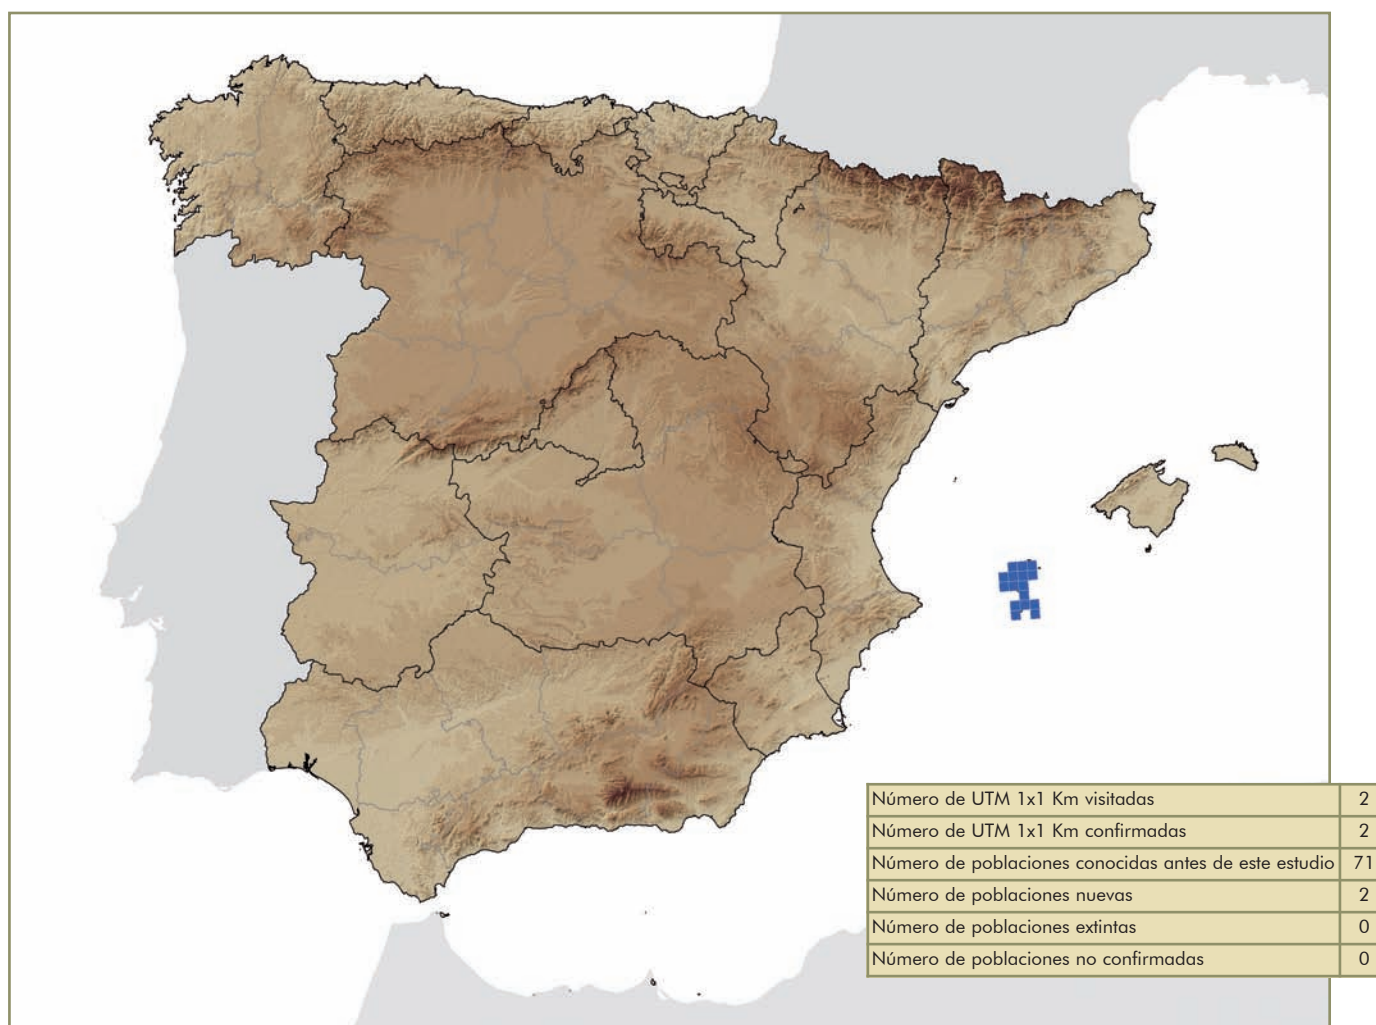 Número de UTM 1x1 Km visitadas 2
Número de UTM 1x1 Km confirmadas 2
Número de poblaciones conocidas antes de este estudio 71
Número de poblaciones nuevas 2
Número de poblaciones extintas 0
Número de poblaciones no confirmadas 0